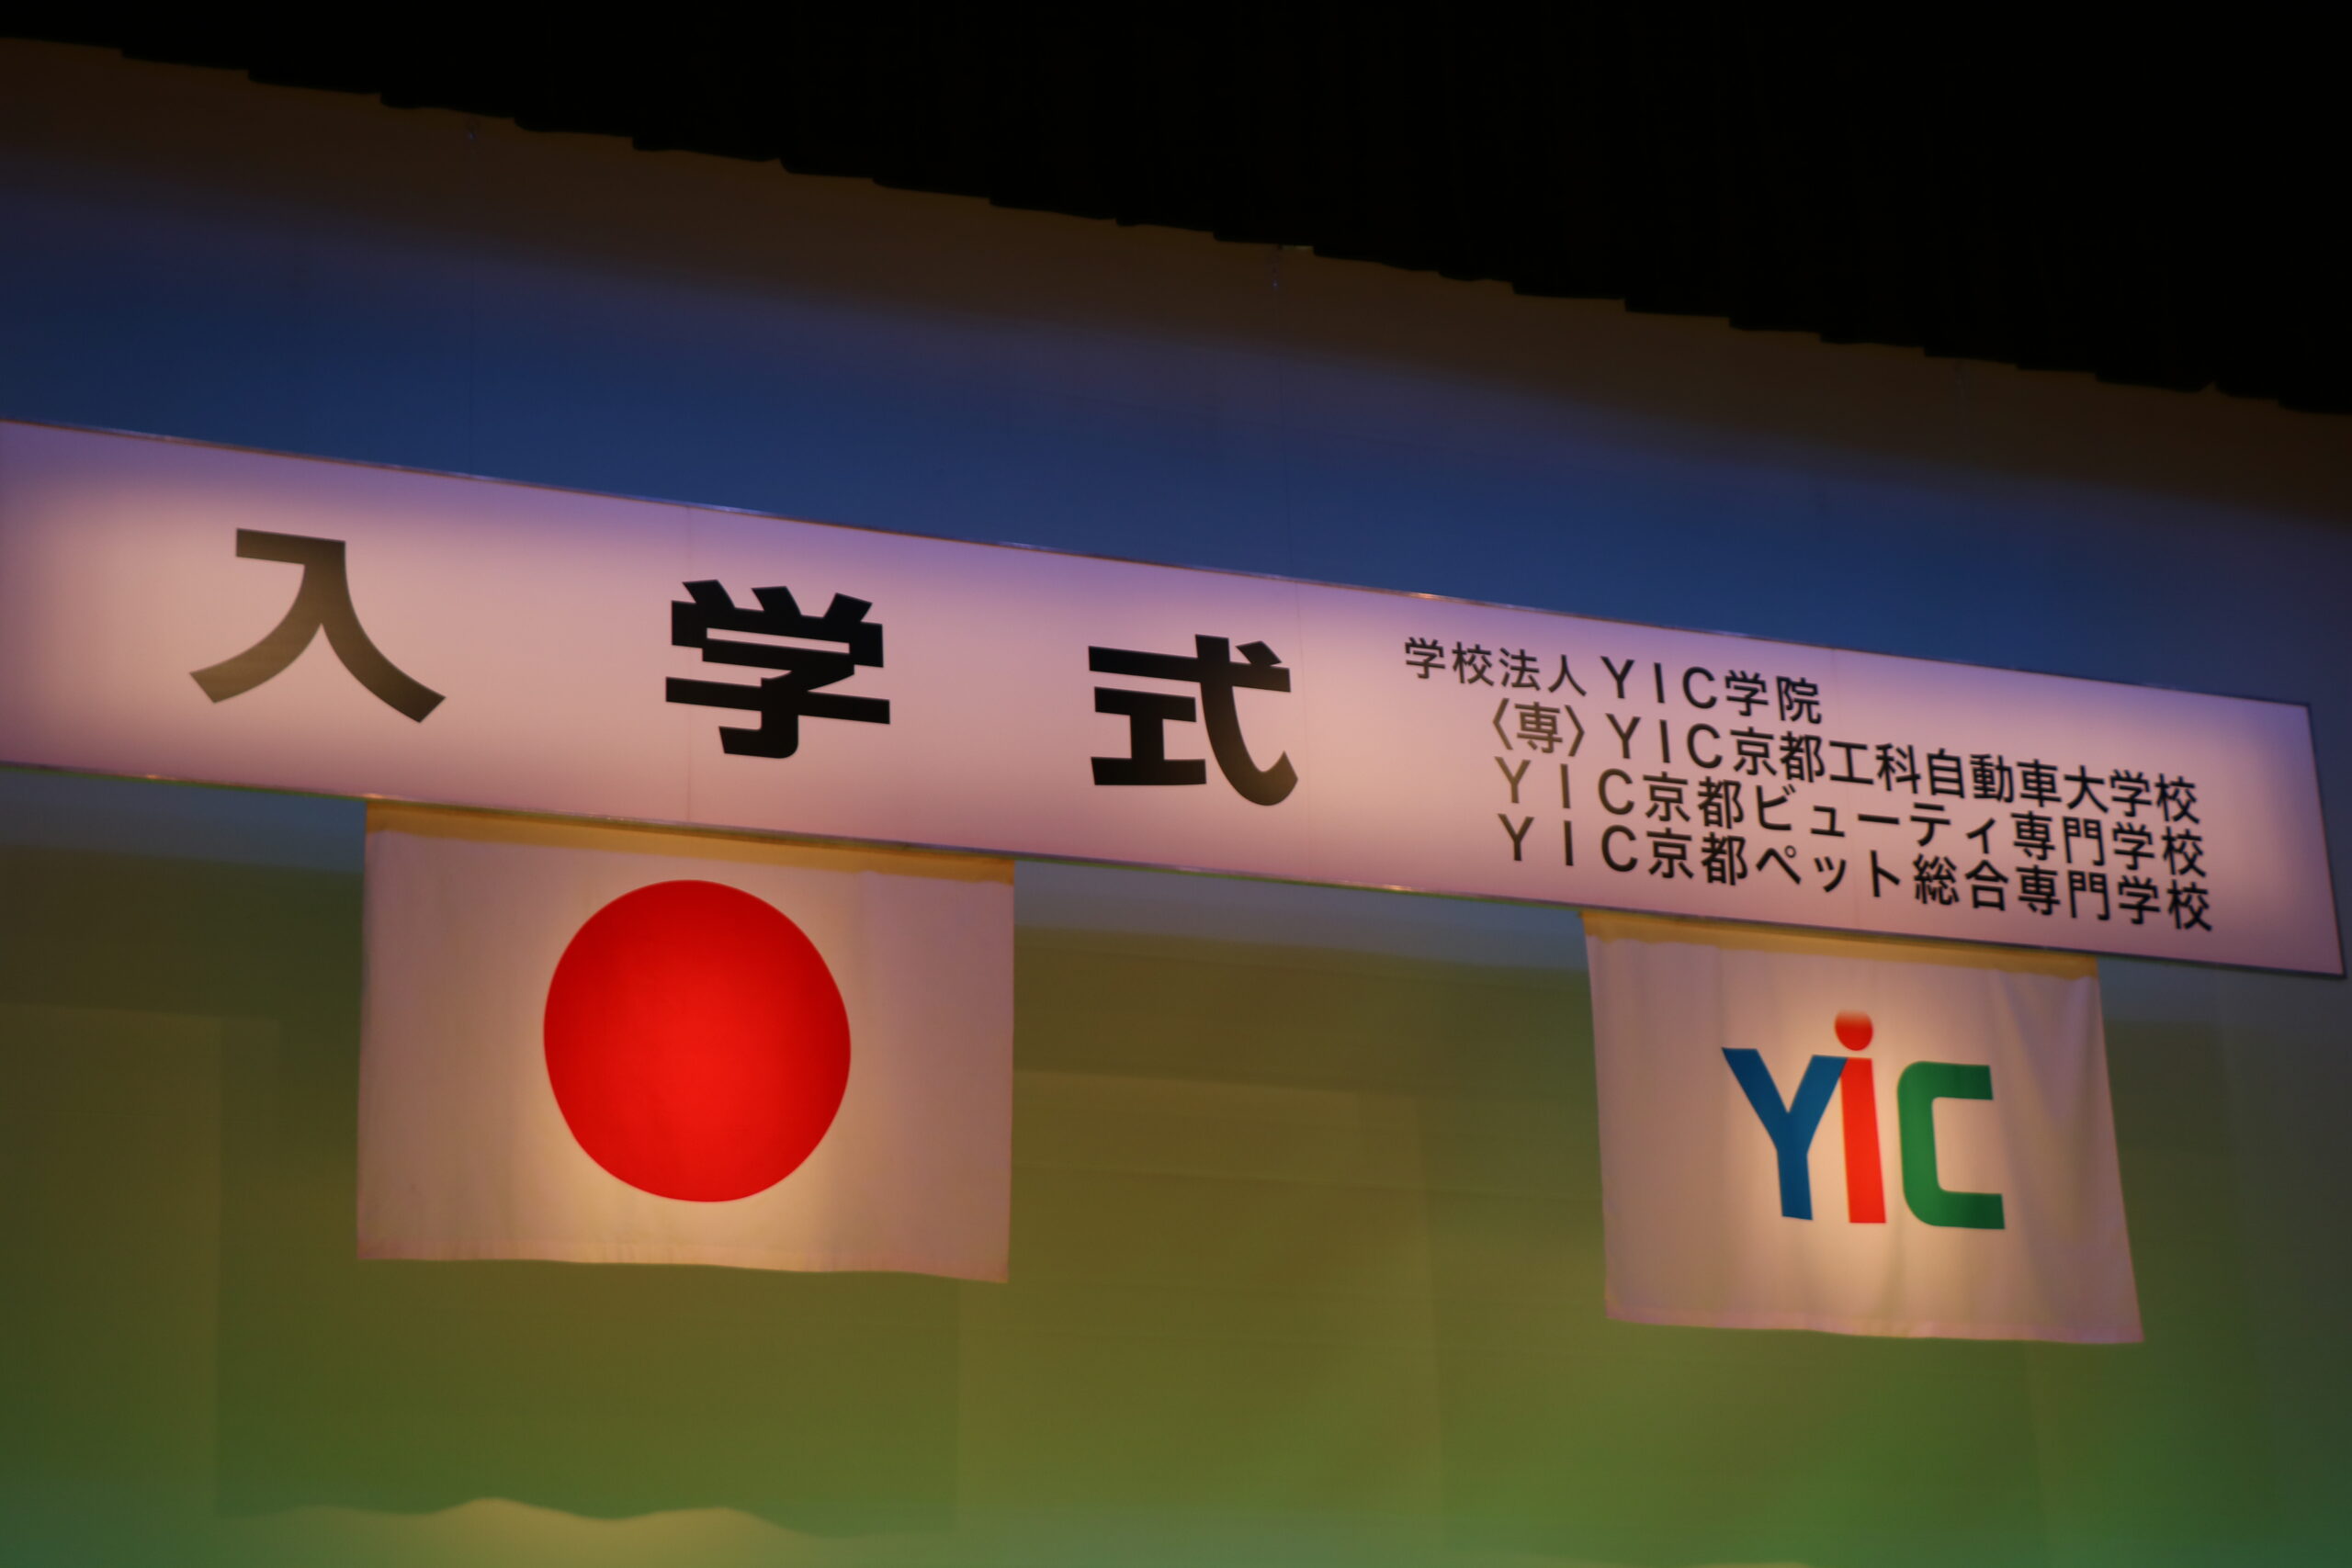 入学式
学校法人YIC学院
〈専〉YIC京都工科自動車大学校
YIC京都ビューティ専門学校
YIC京都ペット総合専門学校
YiC